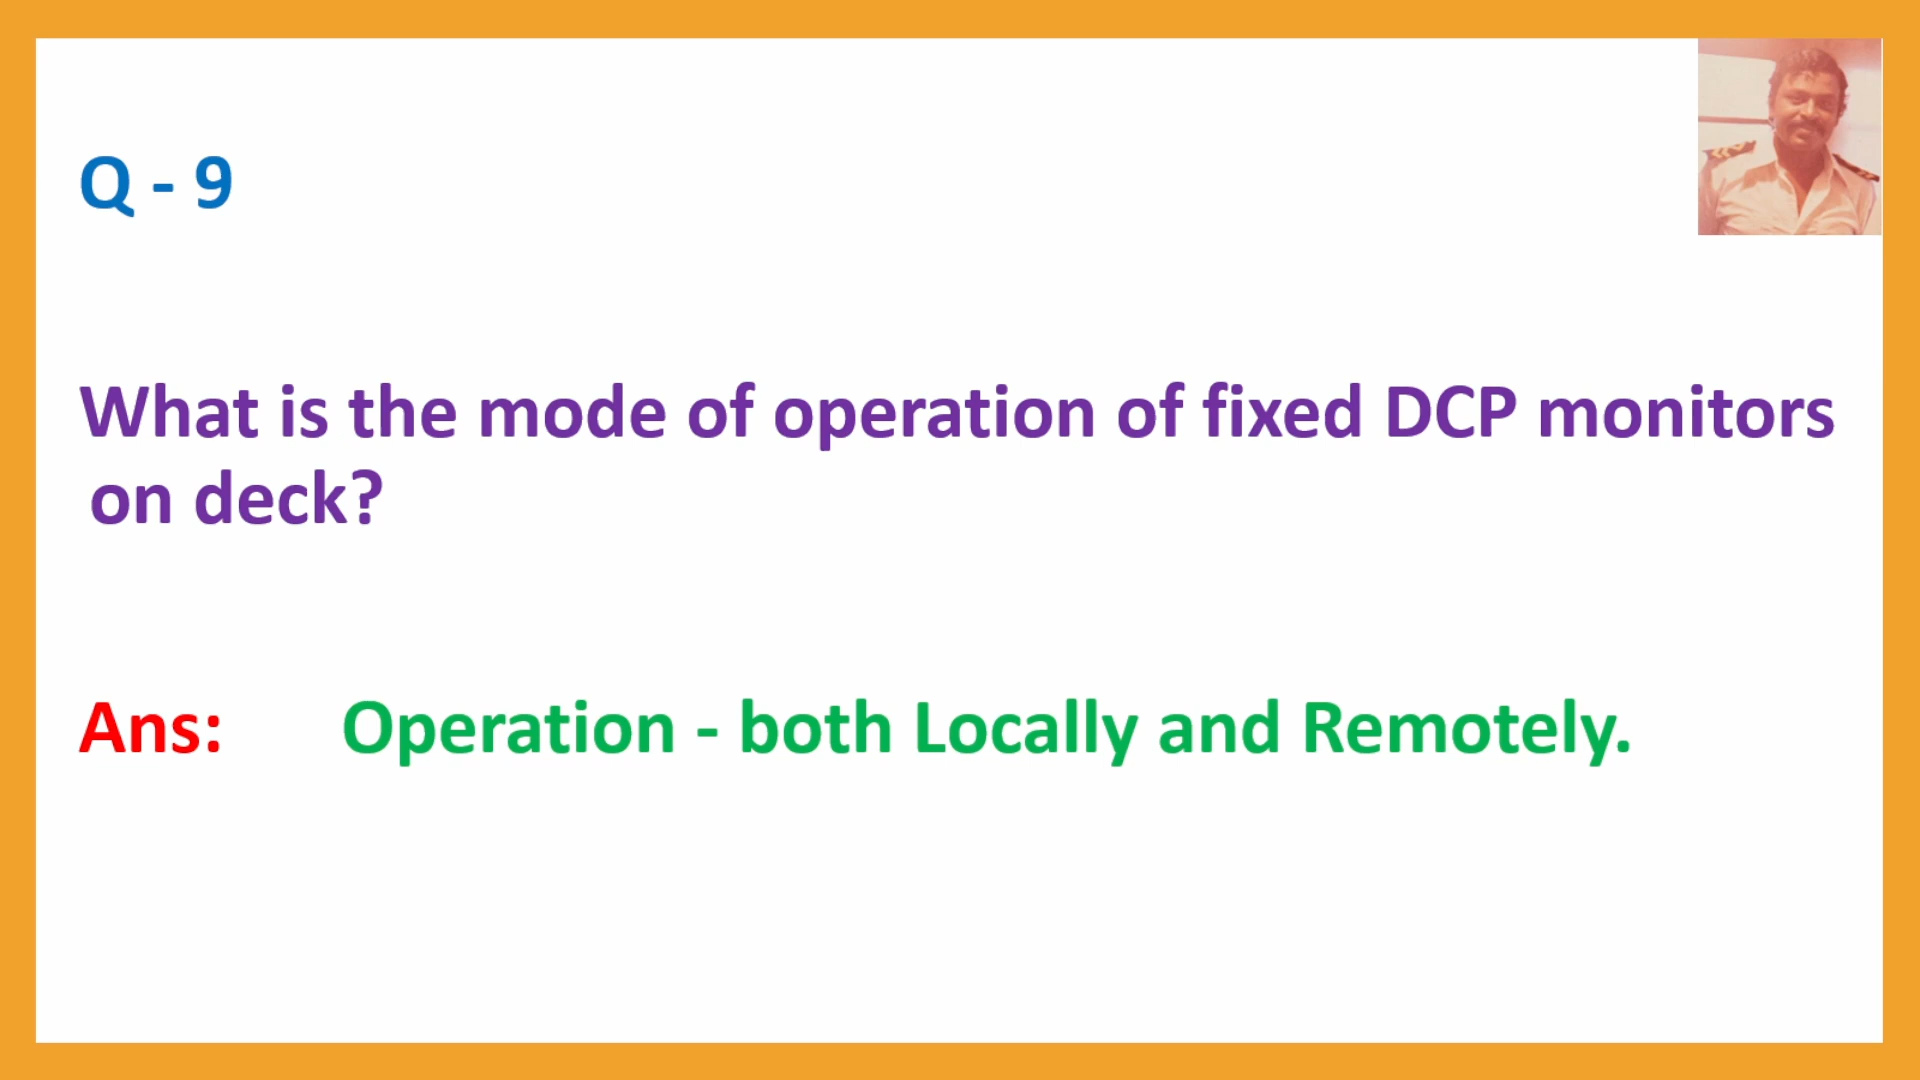 Q - 9
What is the mode of operation of fixed DCP monitors
on deck?
Ans: Operation - both Locally and Remotely.